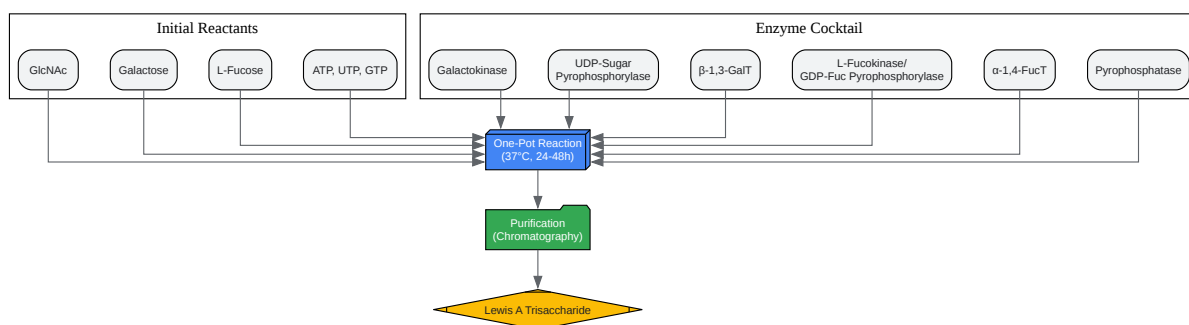 Initial Reactants
Enzyme Cocktail
GlcNAc
Galactose
L-Fucose
ATP, UTP, GTP
Galactokinase
UDP-Sugar
Pyrophosphorylase
β-1,3-GalT
L-Fucokinase/
GDP-Fuc Pyrophosphorylase
α-1,4-FucT
Pyrophosphatase
One-Pot Reaction
(37°C, 24-48h)
Purification
(Chromatography)
Lewis A Trisaccharide